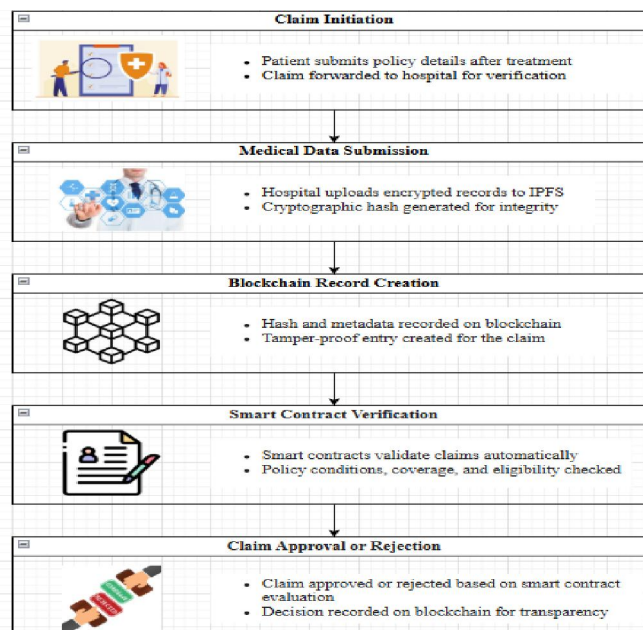 Claim Initiation
• Patient submits policy details after treatment
• Claim forwarded to hospital for verification
Medical Data Submission
• Hospital uploads encrypted records to IPFS
• Cryptographic hash generated for integrity
Blockchain Record Creation
• Hash and metadata recorded on blockchain
• Tamper-proof entry created for the claim
Smart Contract Verification
• Smart contracts validate claims automatically
• Policy conditions, coverage, and eligibility checked
Claim Approval or Rejection
• Claim approved or rejected based on smart contract
evaluation
• Decision recorded on blockchain for transparency
REJECTED